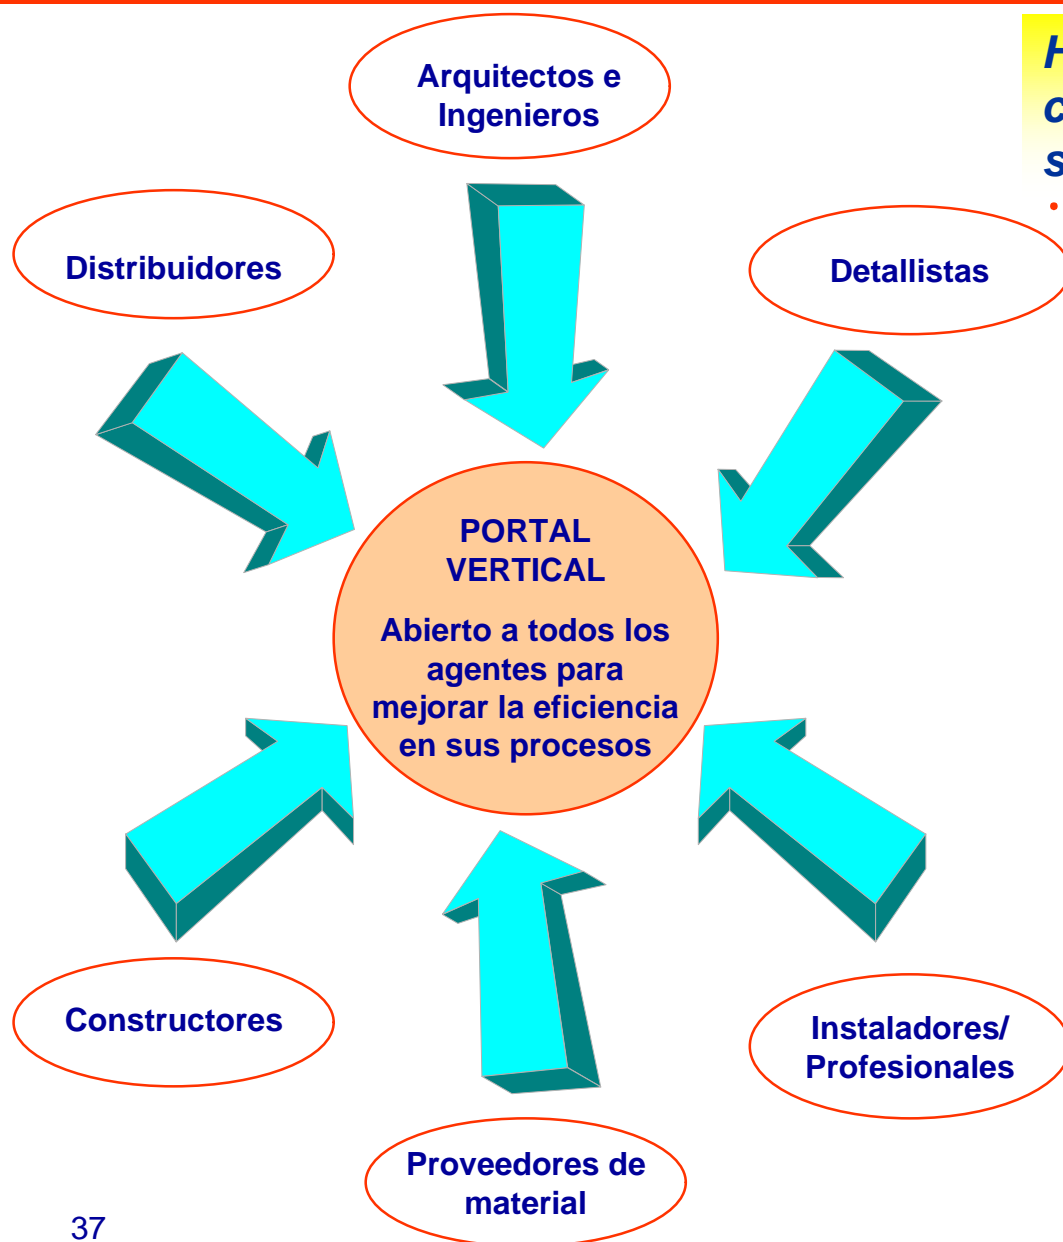 Arquitectos e
Ingenieros
Distribuidores
Detallistas
PORTAL
VERTICAL
Abierto a todos los
agentes para
mejorar la eficiencia
en sus procesos
Constructores
Instaladores/
Profesionales
Proveedores de
material
37